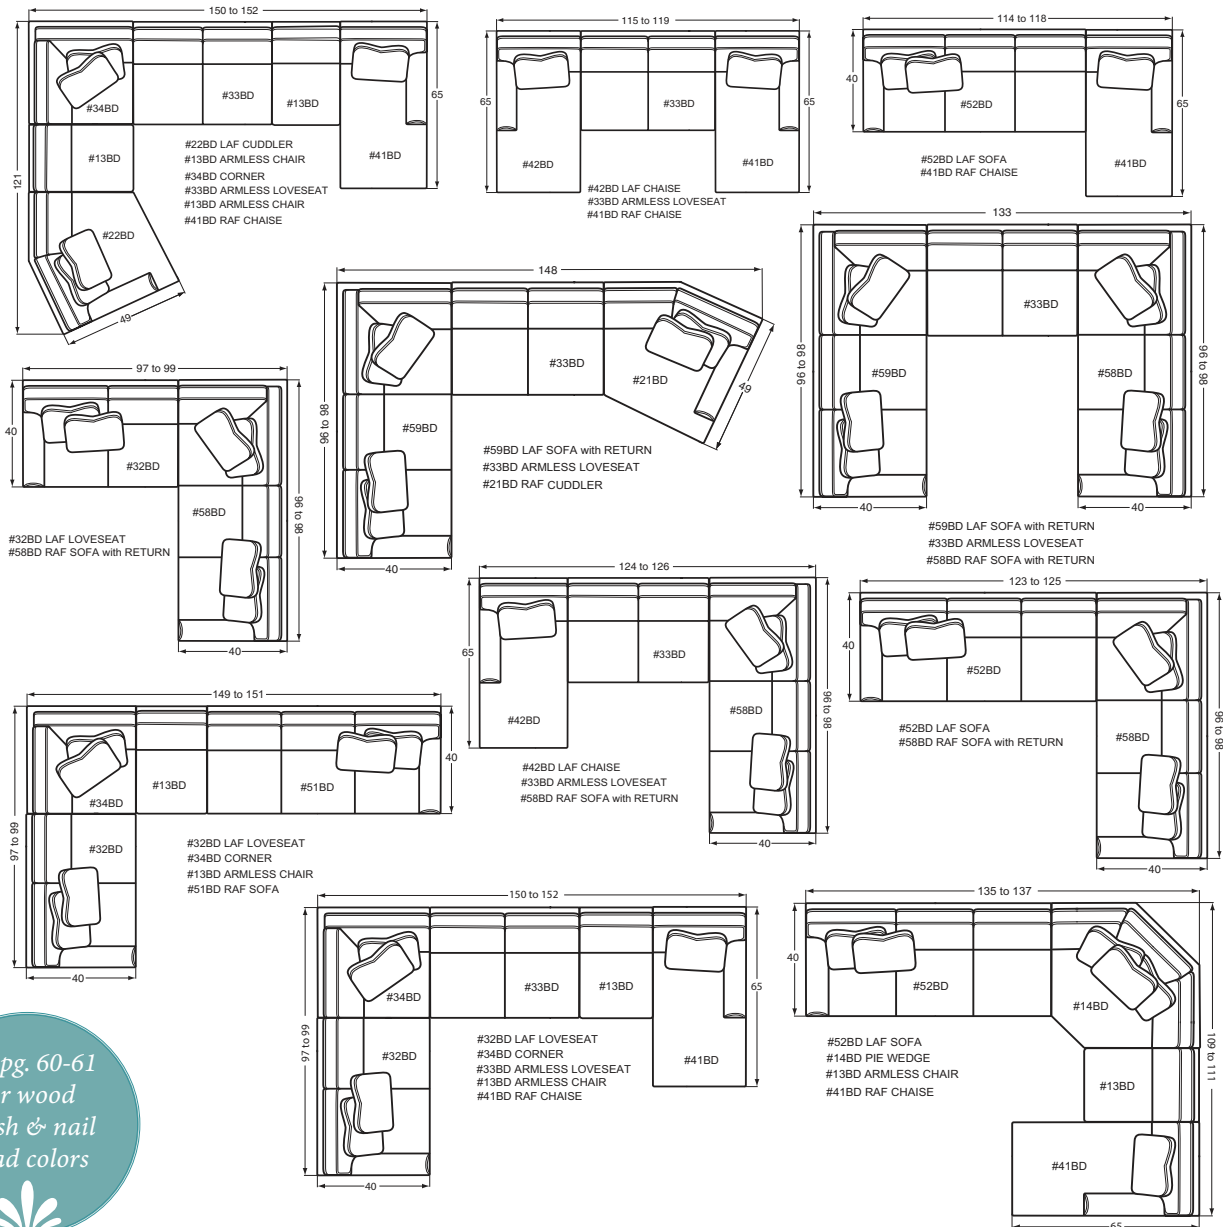 150 to 152
121
65
#34BD
#33BD
#13BD
#13BD
#41BD
#22BD
49
#22BD LAF CUDDLER
#13BD ARMLESS CHAIR
#34BD CORNER
#33BD ARMLESS LOVESEAT
#13BD ARMLESS CHAIR
#41BD RAF CHAISE
115 to 119
65
65
#33BD
#42BD
#41BD
#42BD LAF CHAISE
#33BD ARMLESS LOVESEAT
#41BD RAF CHAISE
114 to 118
40
65
#52BD
#41BD
#52BD LAF SOFA
#41BD RAF CHAISE
97 to 99
40
#32BD
#58BD
96 to 98
40
#32BD LAF LOVESEAT
#58BD RAF SOFA with RETURN
148
96 to 98
#33BD
#21BD
#59BD
49
40
#59BD LAF SOFA with RETURN
#33BD ARMLESS LOVESEAT
#21BD RAF CUDDLER
133
96 to 98
96 to 98
#33BD
#59BD
#58BD
40
40
#59BD LAF SOFA with RETURN
#33BD ARMLESS LOVESEAT
#58BD RAF SOFA with RETURN
149 to 151
97 to 99
40
#34BD
#13BD
#51BD
#32BD
40
#32BD LAF LOVESEAT
#34BD CORNER
#13BD ARMLESS CHAIR
#51BD RAF SOFA
124 to 126
65
96 to 98
#33BD
#42BD
#58BD
40
#42BD LAF CHAISE
#33BD ARMLESS LOVESEAT
#58BD RAF SOFA with RETURN
123 to 125
40
96 to 98
#52BD
#58BD
40
#52BD LAF SOFA
#58BD RAF SOFA with RETURN
150 to 152
97 to 99
65
#34BD
#33BD
#13BD
#32BD
#41BD
40
#32BD LAF LOVESEAT
#34BD CORNER
#33BD ARMLESS LOVESEAT
#13BD ARMLESS CHAIR
#41BD RAF CHAISE
135 to 137
40
109 to 111
#52BD
#14BD
#13BD
#41BD
65
#52BD LAF SOFA
#14BD PIE WEDGE
#13BD ARMLESS CHAIR
#41BD RAF CHAISE
pg. 60-61
r wood
sh & nail
ad colors